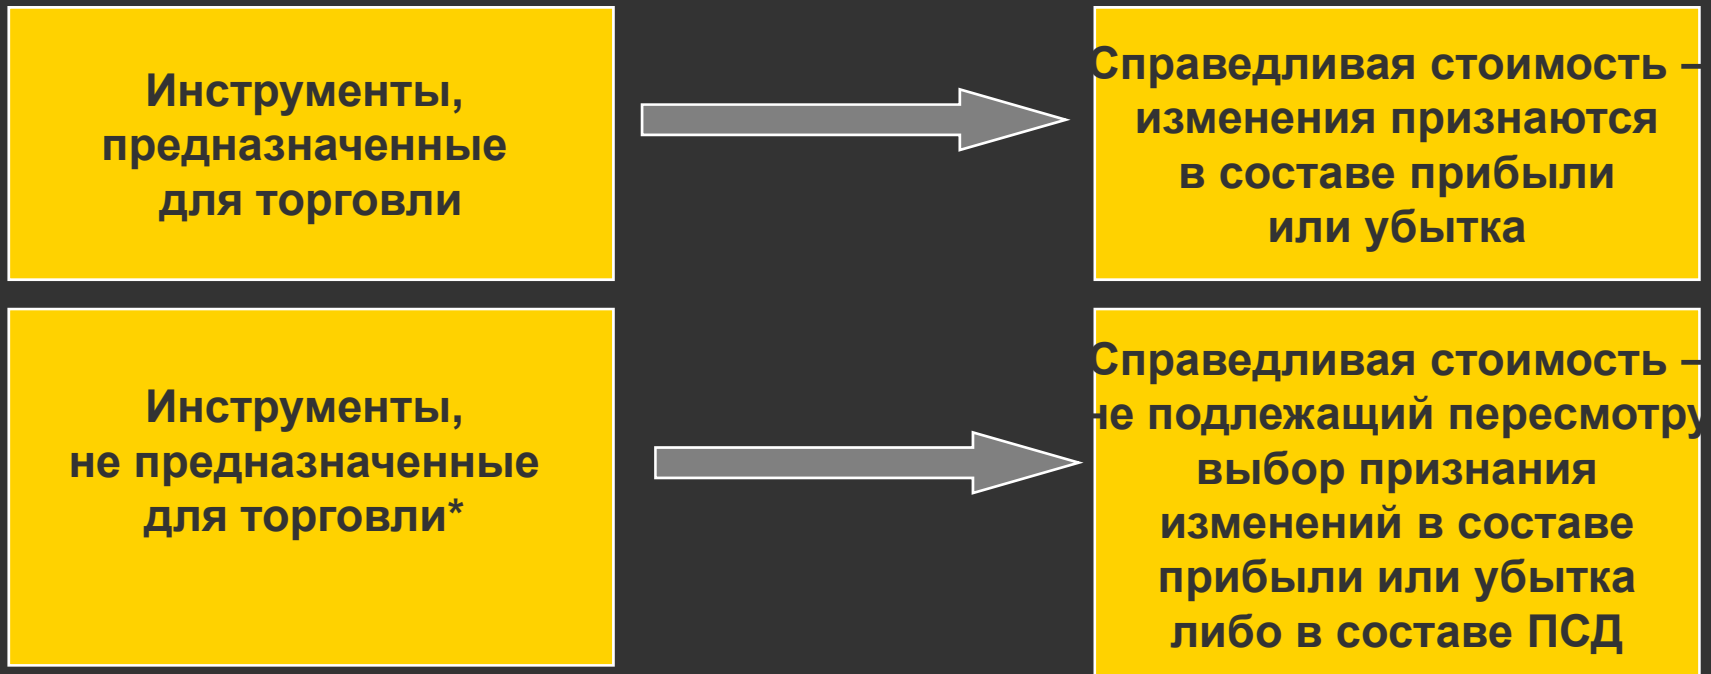 Инструменты,
предназначенные
для торговли
Справедливая стоимость –
изменения признаются
в составе прибыли
или убытка
Инструменты,
не предназначенные
для торговли*
Справедливая стоимость –
не подлежащий пересмотру
выбор признания
изменений в составе
прибыли или убытка
либо в составе ПСД